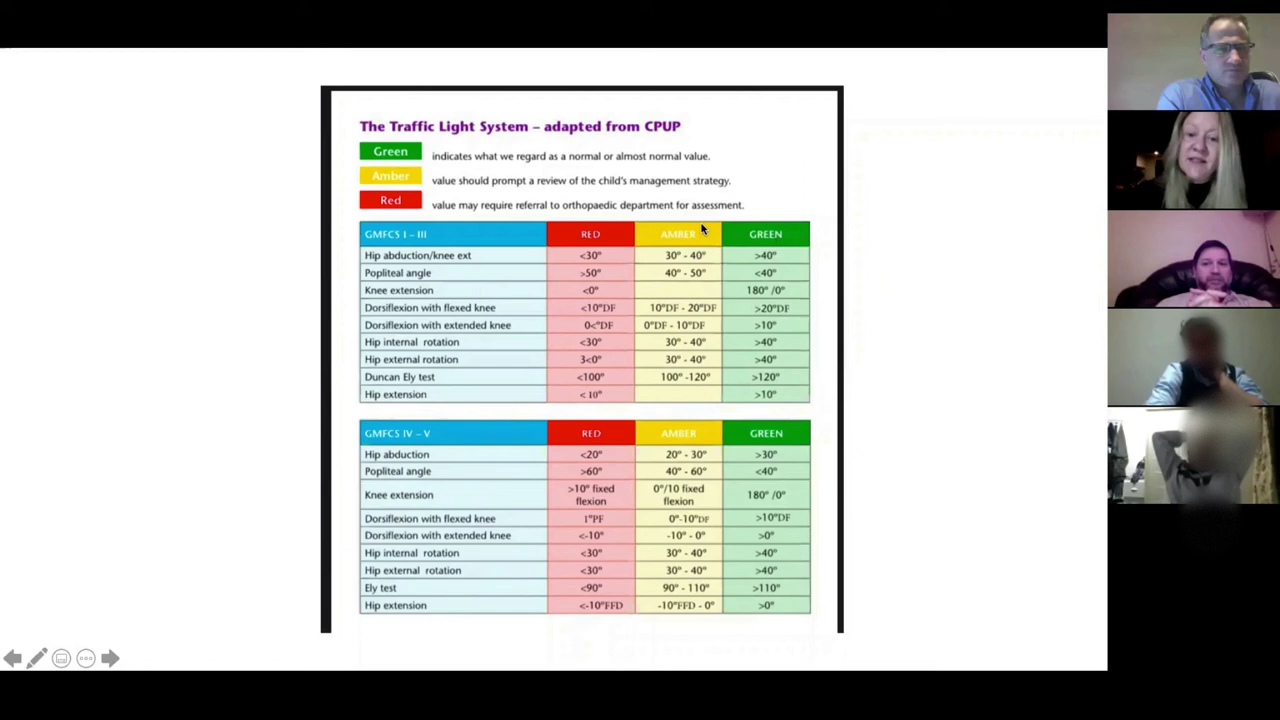 The Traffic Light System – adapted from CPUP
Green indicates what we regard as a normal or almost normal value.
Amber value should prompt a review of the child's management strategy.
Red value may require referral to orthopaedic department for assessment.
GMFCS I – III RED AMBER GREEN
Hip abduction/knee ext <30° 30° - 40° >40°
Popliteal angle >50° 40° - 50° <40°
Knee extension <0° 180° /0°
Dorsiflexion with flexed knee <10°DF 10°DF - 20°DF >20°DF
Dorsiflexion with extended knee 0<°DF 0°DF - 10°DF >10°
Hip internal rotation <30° 30° - 40° >40°
Hip external rotation 3<0° 30° - 40° >40°
Duncan Ely test <100° 100° -120° >120°
Hip extension < 10° >10°
GMFCS IV – V RED AMBER GREEN
Hip abduction <20° 20° - 30° >30°
Popliteal angle >60° 40° - 60° <40°
Knee extension >10° fixed flexion 0°/10 fixed flexion 180° /0°
Dorsiflexion with flexed knee 1°PF 0°-10°DF >10°DF
Dorsiflexion with extended knee <-10° -10° - 0° >0°
Hip internal rotation <30° 30° - 40° >40°
Hip external rotation <30° 30° - 40° >40°
Ely test <90° 90° - 110° >110°
Hip extension <-10°FFD -10°FFD - 0° >0°